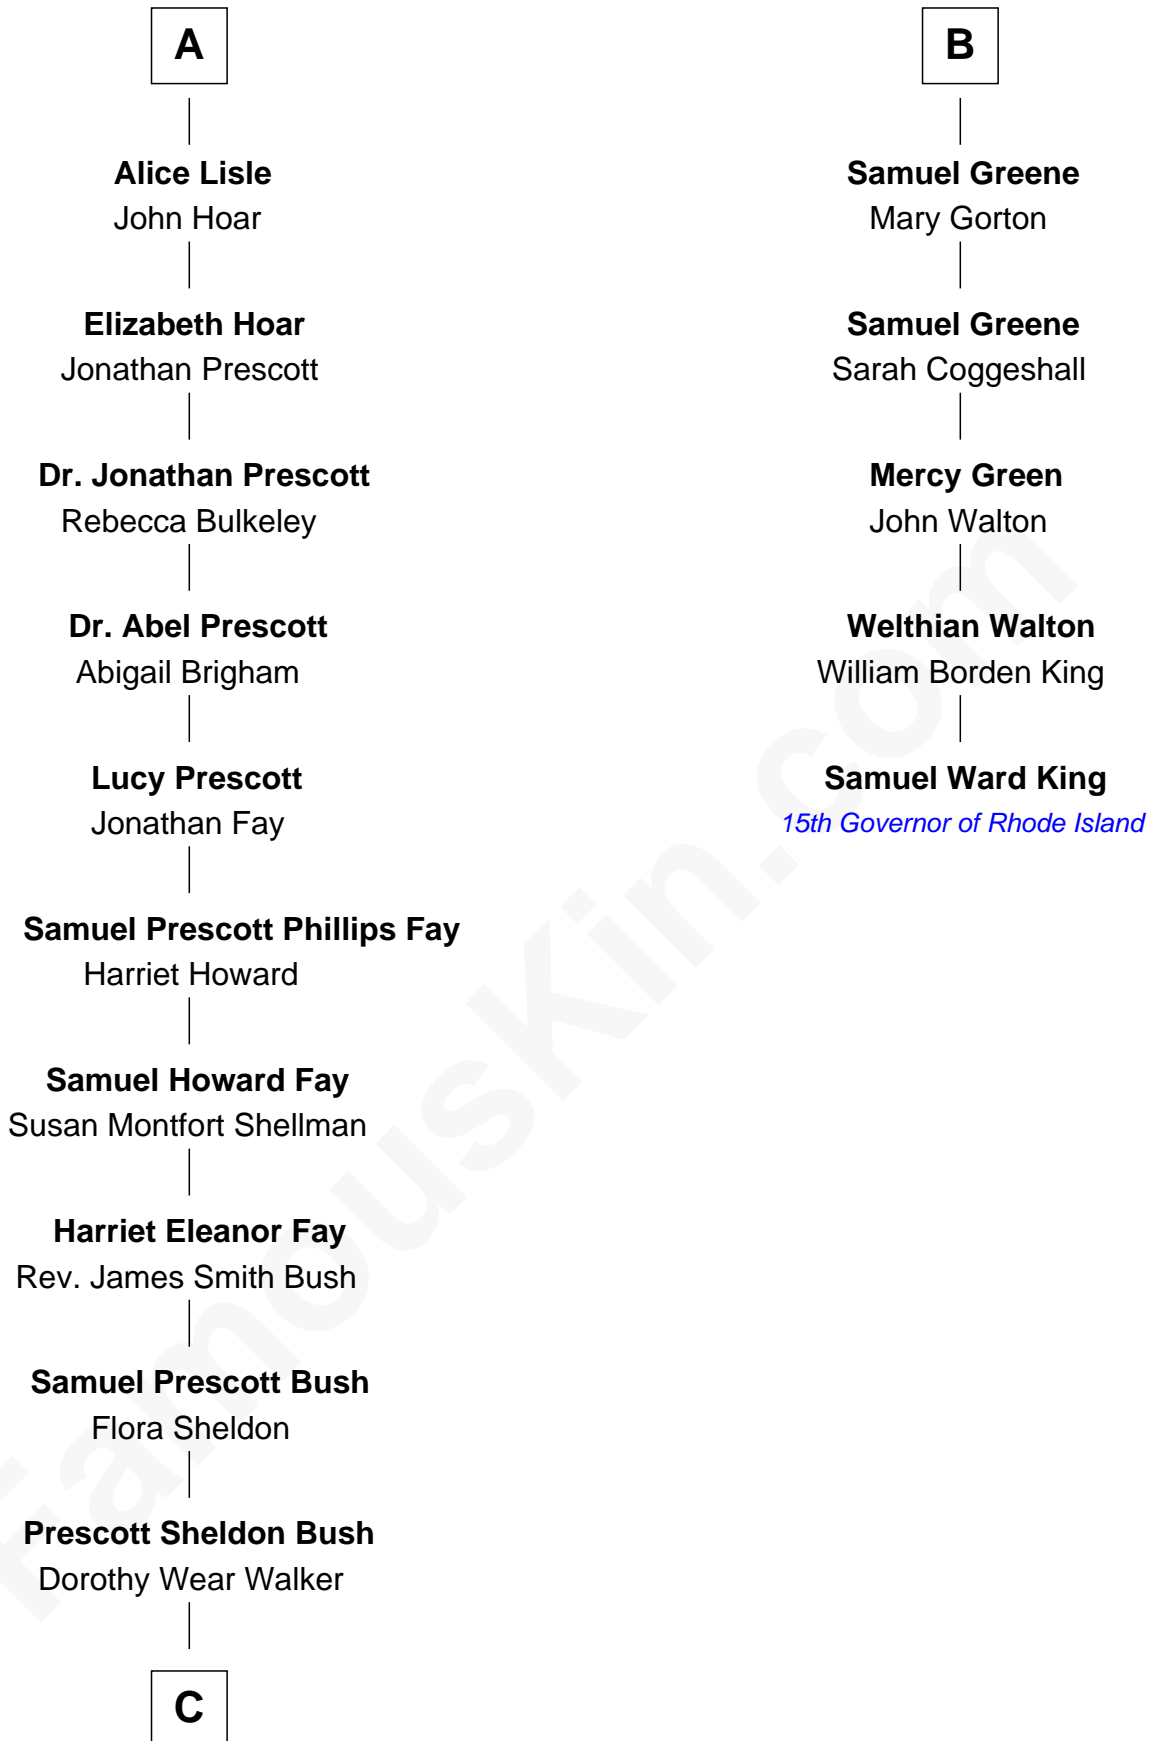 A
Alice Lisle
John Hoar
Elizabeth Hoar
Jonathan Prescott
Dr. Jonathan Prescott
Rebecca Bulkeley
Dr. Abel Prescott
Abigail Brigham
Lucy Prescott
Jonathan Fay
Samuel Prescott Phillips Fay
Harriet Howard
Samuel Howard Fay
Susan Montfort Shellman
Harriet Eleanor Fay
Rev. James Smith Bush
Samuel Prescott Bush
Flora Sheldon
Prescott Sheldon Bush
Dorothy Wear Walker
C
B
Samuel Greene
Mary Gorton
Samuel Greene
Sarah Coggeshall
Mercy Green
John Walton
Welthian Walton
William Borden King
Samuel Ward King
15th Governor of Rhode Island
FamousKin.com